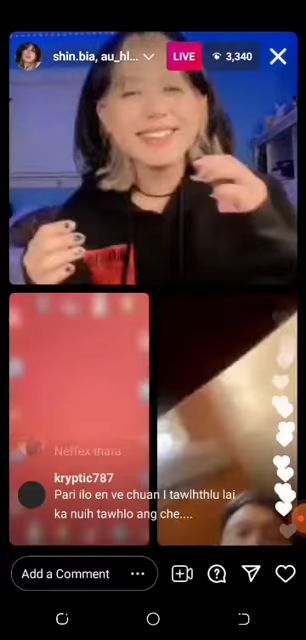 shin.bia, au_hl...
LIVE
3,340
Neffex thara
kryptic787
Pari ilo en ve chuan I tawlhthlu lai
ka nuih tawhlo ang che....
Add a Comment